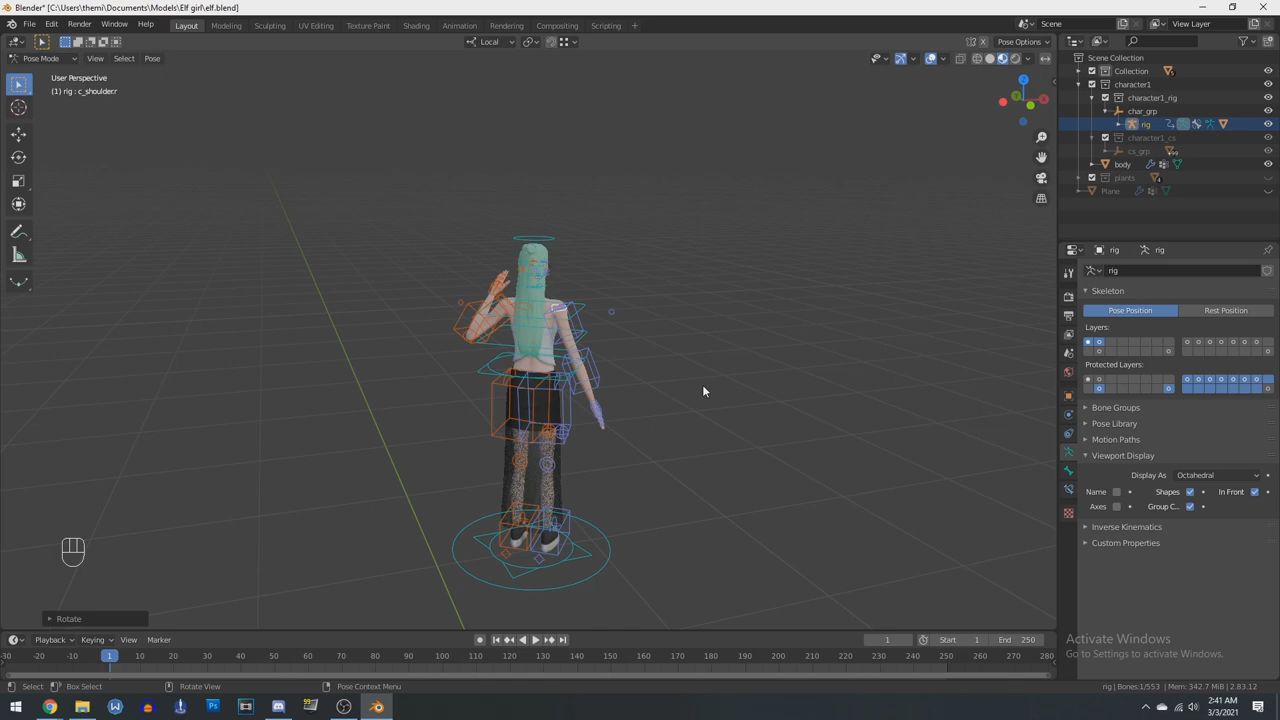 Blender* [C:\Users\themi\Documents\Models\Elf girl\elf.blend]
File Edit Render Window Help Layout Modeling Sculpting UV Editing Texture Paint Shading Animation Rendering Compositing Scripting + Scene View Layer
Local Pose Options
Pose Mode View Select Pose
User Perspective
(1) rig : c_shoulder.r
Z
Y
X
Rotate
Scene Collection
Collection
character1
character1_rig
char_grp
rig
character1_cs
cs_grp
body
plants
Plane
rig rig
rig
Skeleton
Pose Position Rest Position
Layers:
Protected Layers:
Bone Groups
Pose Library
Motion Paths
Viewport Display
Display As Octahedral
Name Shapes In Front
Axes Group C...
Inverse Kinematics
Custom Properties
Activate Windows
Go to Settings to activate Windows.
Playback Keying View Marker 1 Start 1 End 250
-30 -20 -10 1 10 20 30 40 50 60 70 80 90 100 110 120 130 140 150 160 170 180 190 200 210 220 230 240 250 260 270 280
Select Box Select Rotate View Pose Context Menu rig | Bones:1/553 | Mem: 342.7 MiB | 2.83.12
2:41 AM
3/3/2021